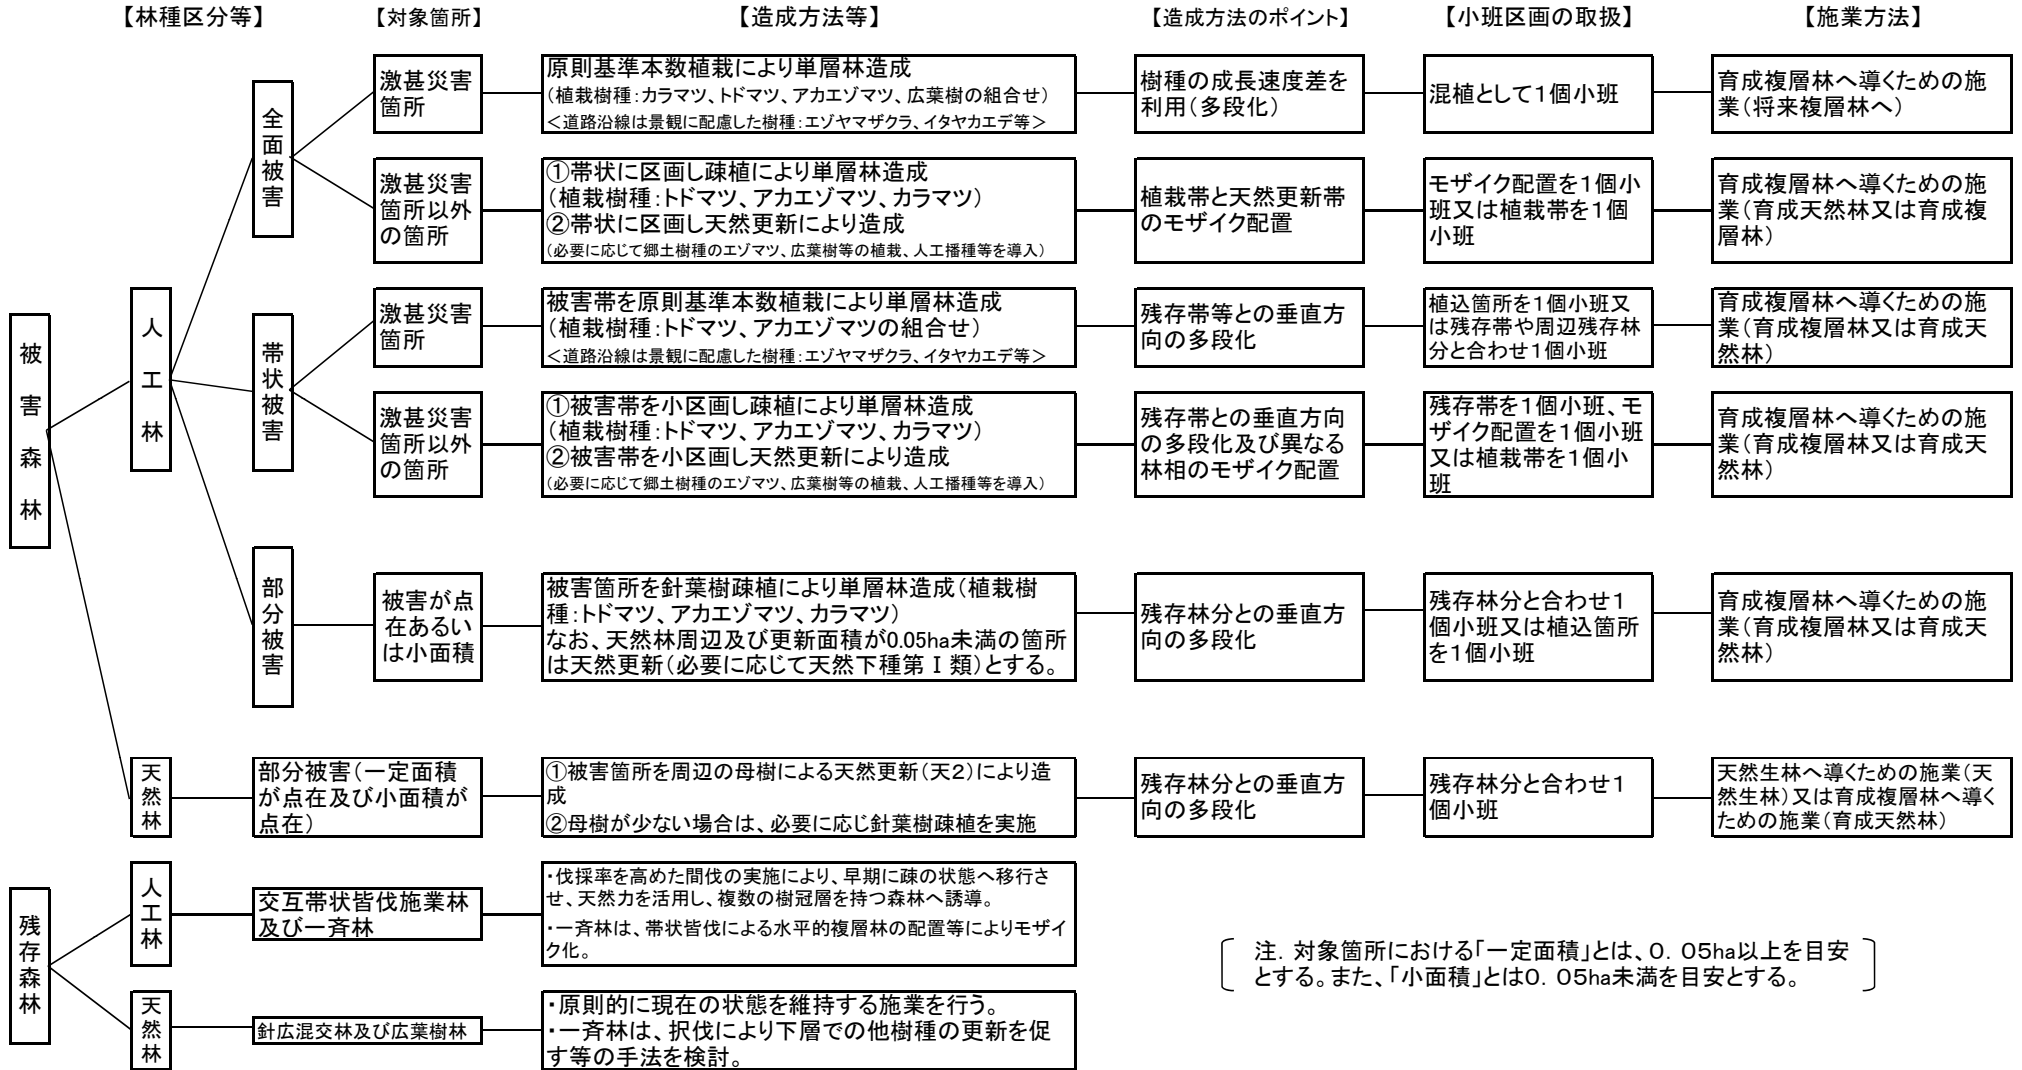 【林種区分等】
【対象箇所】
【造成方法等】
【造成方法のポイント】
【小班区画の取扱】
【施業方法】
被害森林
人工林
全面被害
激甚災害
箇所
原則基準本数植栽により単層林造成
(植栽樹種:カラマツ、トドマツ、アカエゾマツ、広葉樹の組合せ)
<道路沿線は景観に配慮した樹種:エゾヤマザクラ、イタヤカエデ等>
樹種の成長速度差を
利用(多段化)
混植として1個小班
育成複層林へ導くための施
業(将来複層林へ)
激甚災害
箇所以外
の箇所
①帯状に区画し疎植により単層林造成
(植栽樹種:トドマツ、アカエゾマツ、カラマツ)
②帯状に区画し天然更新により造成
(必要に応じて郷土樹種のエゾマツ、広葉樹等の植栽、人工播種等を導入)
植栽帯と天然更新帯
のモザイク配置
モザイク配置を1個小
班又は植栽帯を1個
小班
育成複層林へ導くための施
業(育成天然林又は育成複
層林)
帯状被害
激甚災害
箇所
被害帯を原則基準本数植栽により単層林造成
(植栽樹種:トドマツ、アカエゾマツの組合せ)
<道路沿線は景観に配慮した樹種:エゾヤマザクラ、イタヤカエデ等>
残存帯等との垂直方
向の多段化
植込箇所を1個小班又
は残存帯や周辺残存林
分と合わせ1個小班
育成複層林へ導くための施
業(育成複層林又は育成天
然林)
激甚災害
箇所以外
の箇所
①被害帯を小区画し疎植により単層林造成
(植栽樹種:トドマツ、アカエゾマツ、カラマツ)
②被害帯を小区画し天然更新により造成
(必要に応じて郷土樹種のエゾマツ、広葉樹等の植栽、人工播種等を導入)
残存帯との垂直方向
の多段化及び異なる
林相のモザイク配置
残存帯を1個小班、モ
ザイク配置を1個小班
又は植栽帯を1個小
班
育成複層林へ導くための施
業(育成複層林又は育成天
然林)
部分被害
被害が点
在あるい
は小面積
被害箇所を針葉樹疎植により単層林造成(植栽樹
種:トドマツ、アカエゾマツ、カラマツ)
なお、天然林周辺及び更新面積が0.05ha未満の箇所
は天然更新(必要に応じて天然下種第Ⅰ類)とする。
残存林分との垂直方
向の多段化
残存林分と合わせ1
個小班又は植込箇所
を1個小班
育成複層林へ導くための施
業(育成複層林又は育成天
然林)
天然林
部分被害(一定面積
が点在及び小面積が
点在)
①被害箇所を周辺の母樹による天然更新(天2)により造
成
②母樹が少ない場合は、必要に応じ針葉樹疎植を実施
残存林分との垂直方
向の多段化
残存林分と合わせ1
個小班
天然生林へ導くための施業(天
然生林)又は育成複層林へ導く
ための施業(育成天然林)
残存森林
人工林
交互帯状皆伐施業林
及び一斉林
・伐採率を高めた間伐の実施により、早期に疎の状態へ移行さ
せ、天然力を活用し、複数の樹冠層を持つ森林へ誘導。
・一斉林は、帯状皆伐による水平的複層林の配置等によりモザイ
ク化。
天然林
針広混交林及び広葉樹林
・原則的に現在の状態を維持する施業を行う。
・一斉林は、択伐により下層での他樹種の更新を促
す等の手法を検討。
注.対象箇所における「一定面積」とは、0.05ha以上を目安
とする。また、「小面積」とは0.05ha未満を目安とする。